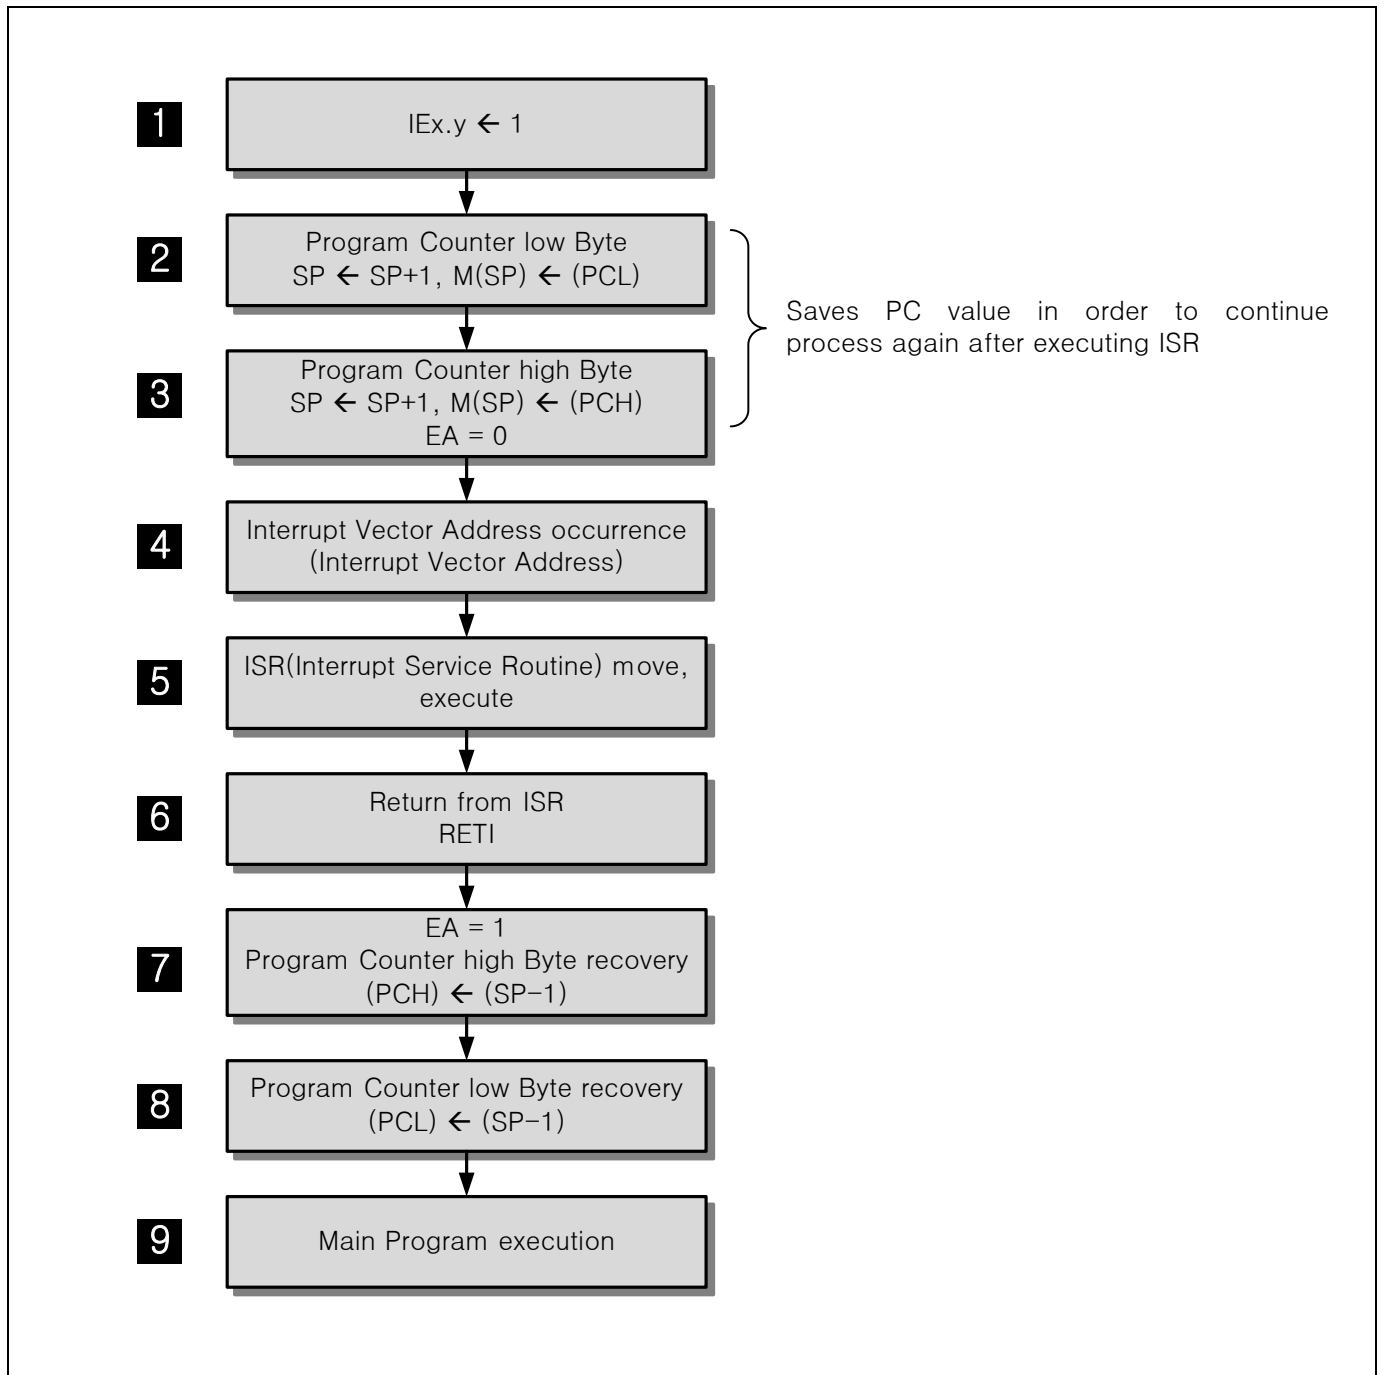 1
IEx.y ← 1
2
Program Counter low Byte
SP ← SP+1, M(SP) ← (PCL)
3
Program Counter high Byte
SP ← SP+1, M(SP) ← (PCH)
EA = 0
Saves PC value in order to continue
process again after executing ISR
4
Interrupt Vector Address occurrence
(Interrupt Vector Address)
5
ISR(Interrupt Service Routine) move,
execute
6
Return from ISR
RETI
7
EA = 1
Program Counter high Byte recovery
(PCH) ← (SP-1)
8
Program Counter low Byte recovery
(PCL) ← (SP-1)
9
Main Program execution